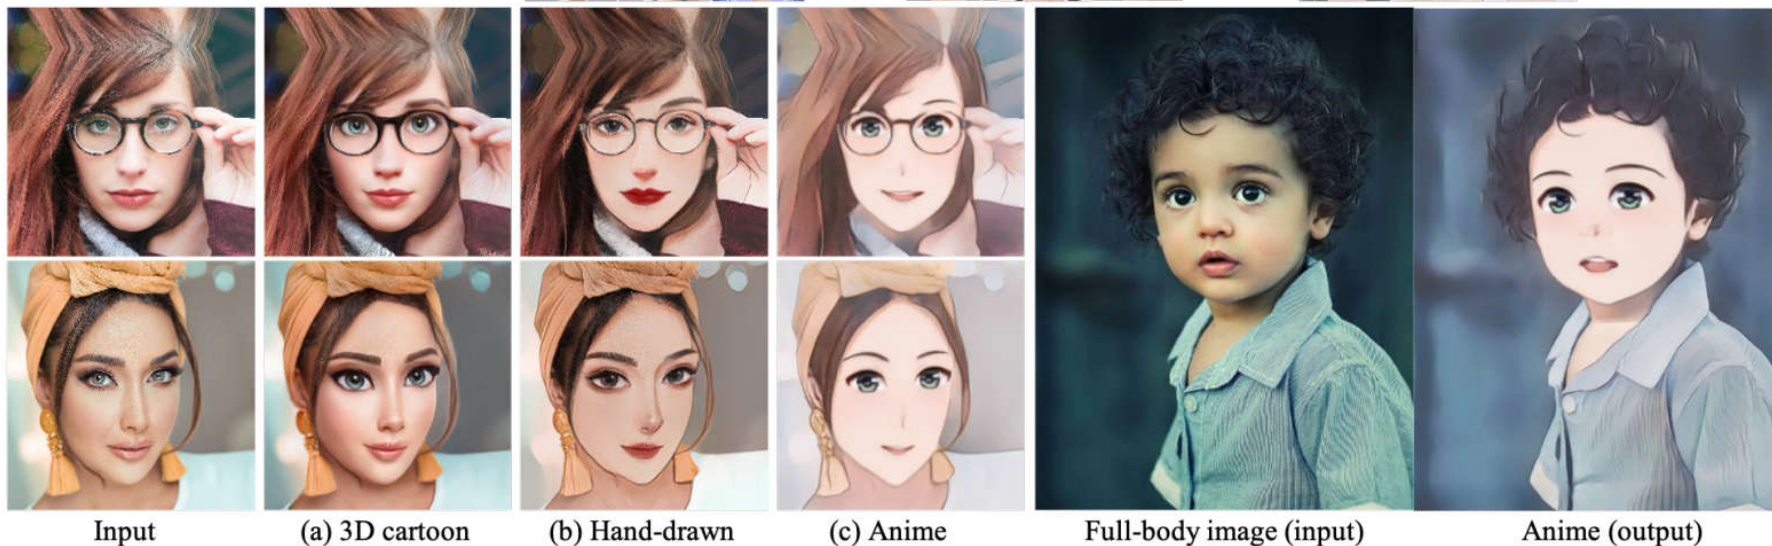 Input
(a) 3D cartoon
(b) Hand-drawn
(c) Anime
Full-body image (input)
Anime (output)